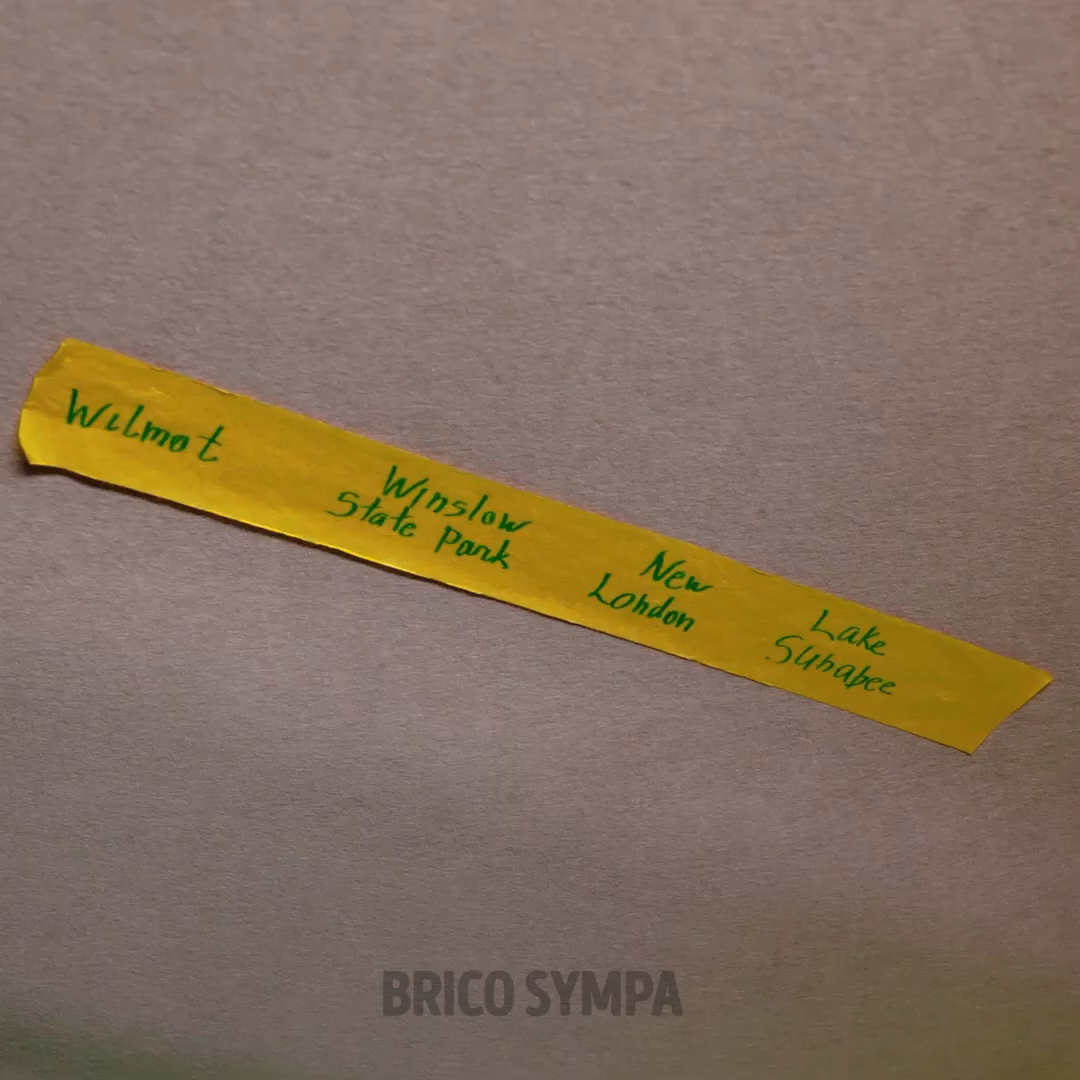 Wilmot
Winslow
State Park
New
London
Lake
Sunabee
BRICO SYMPA